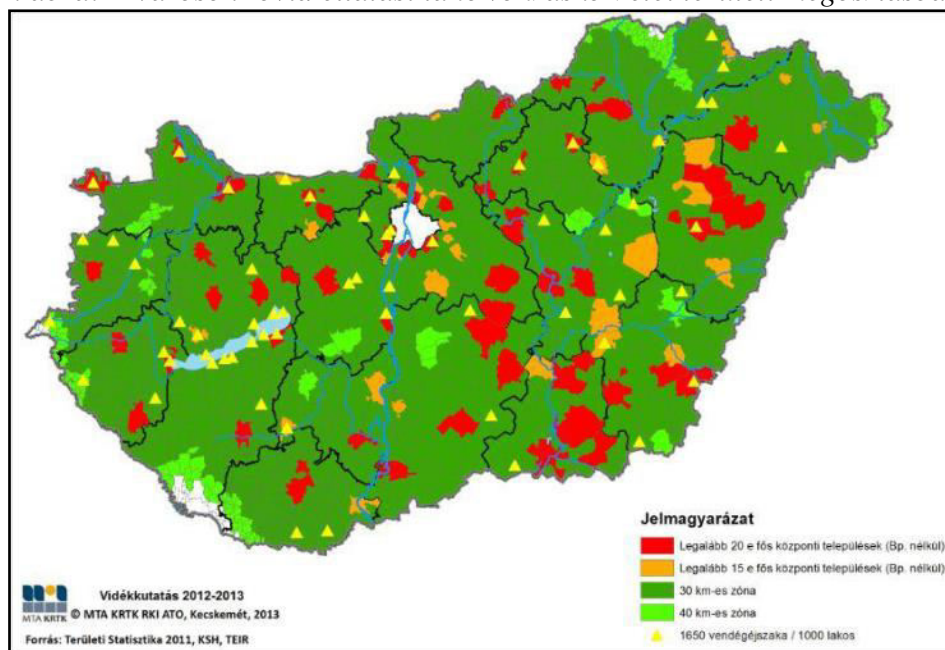 Jelmagyarázat
Legalább 20 e fős központi települések (Bp. nélkül)
Legalább 15 e fős központi települések (Bp. nélkül)
30 km-es zóna
40 km-es zóna
1650 vendégéjszaka / 1000 lakos
MTA KRTK
Vidékkutatás 2012-2013
© MTA KRTK RKI ATO, Kecskemét, 2013
Forrás: Területi Statisztika 2011, KSH, TEIR